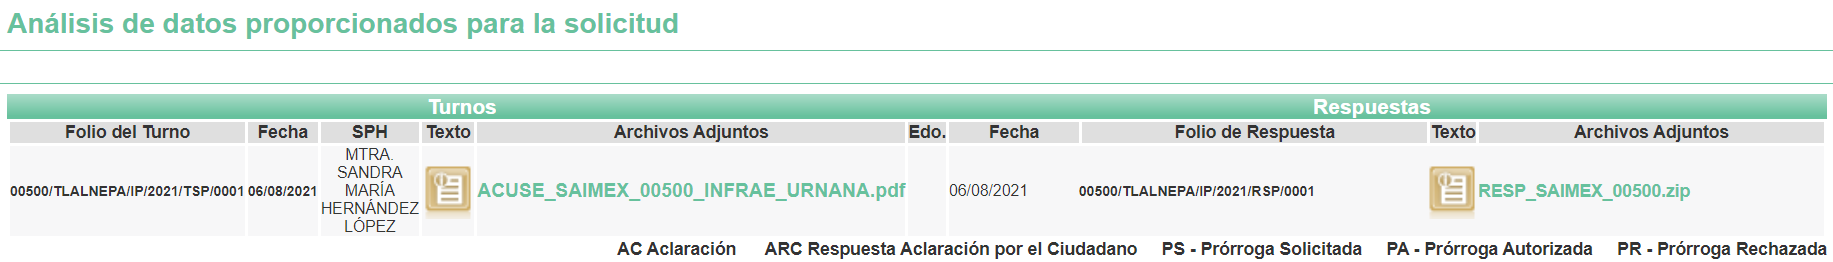 Análisis de datos proporcionados para la solicitud
Turnos Respuestas
Folio del Turno Fecha SPH Texto Archivos Adjuntos Edo. Fecha Folio de Respuesta Texto Archivos Adjuntos
00500/TLALNEPA/IP/2021/TSP/0001 06/08/2021 MTRA.
SANDRA
MARÍA
HERNÁNDEZ
LÓPEZ
ACUSE_SAIMEX_00500_INFRAE_URNANA.pdf 06/08/2021 00500/TLALNEPA/IP/2021/RSP/0001 RESP_SAIMEX_00500.zip
AC Aclaración ARC Respuesta Aclaración por el Ciudadano PS - Prórroga Solicitada PA - Prórroga Autorizada PR - Prórroga Rechazada